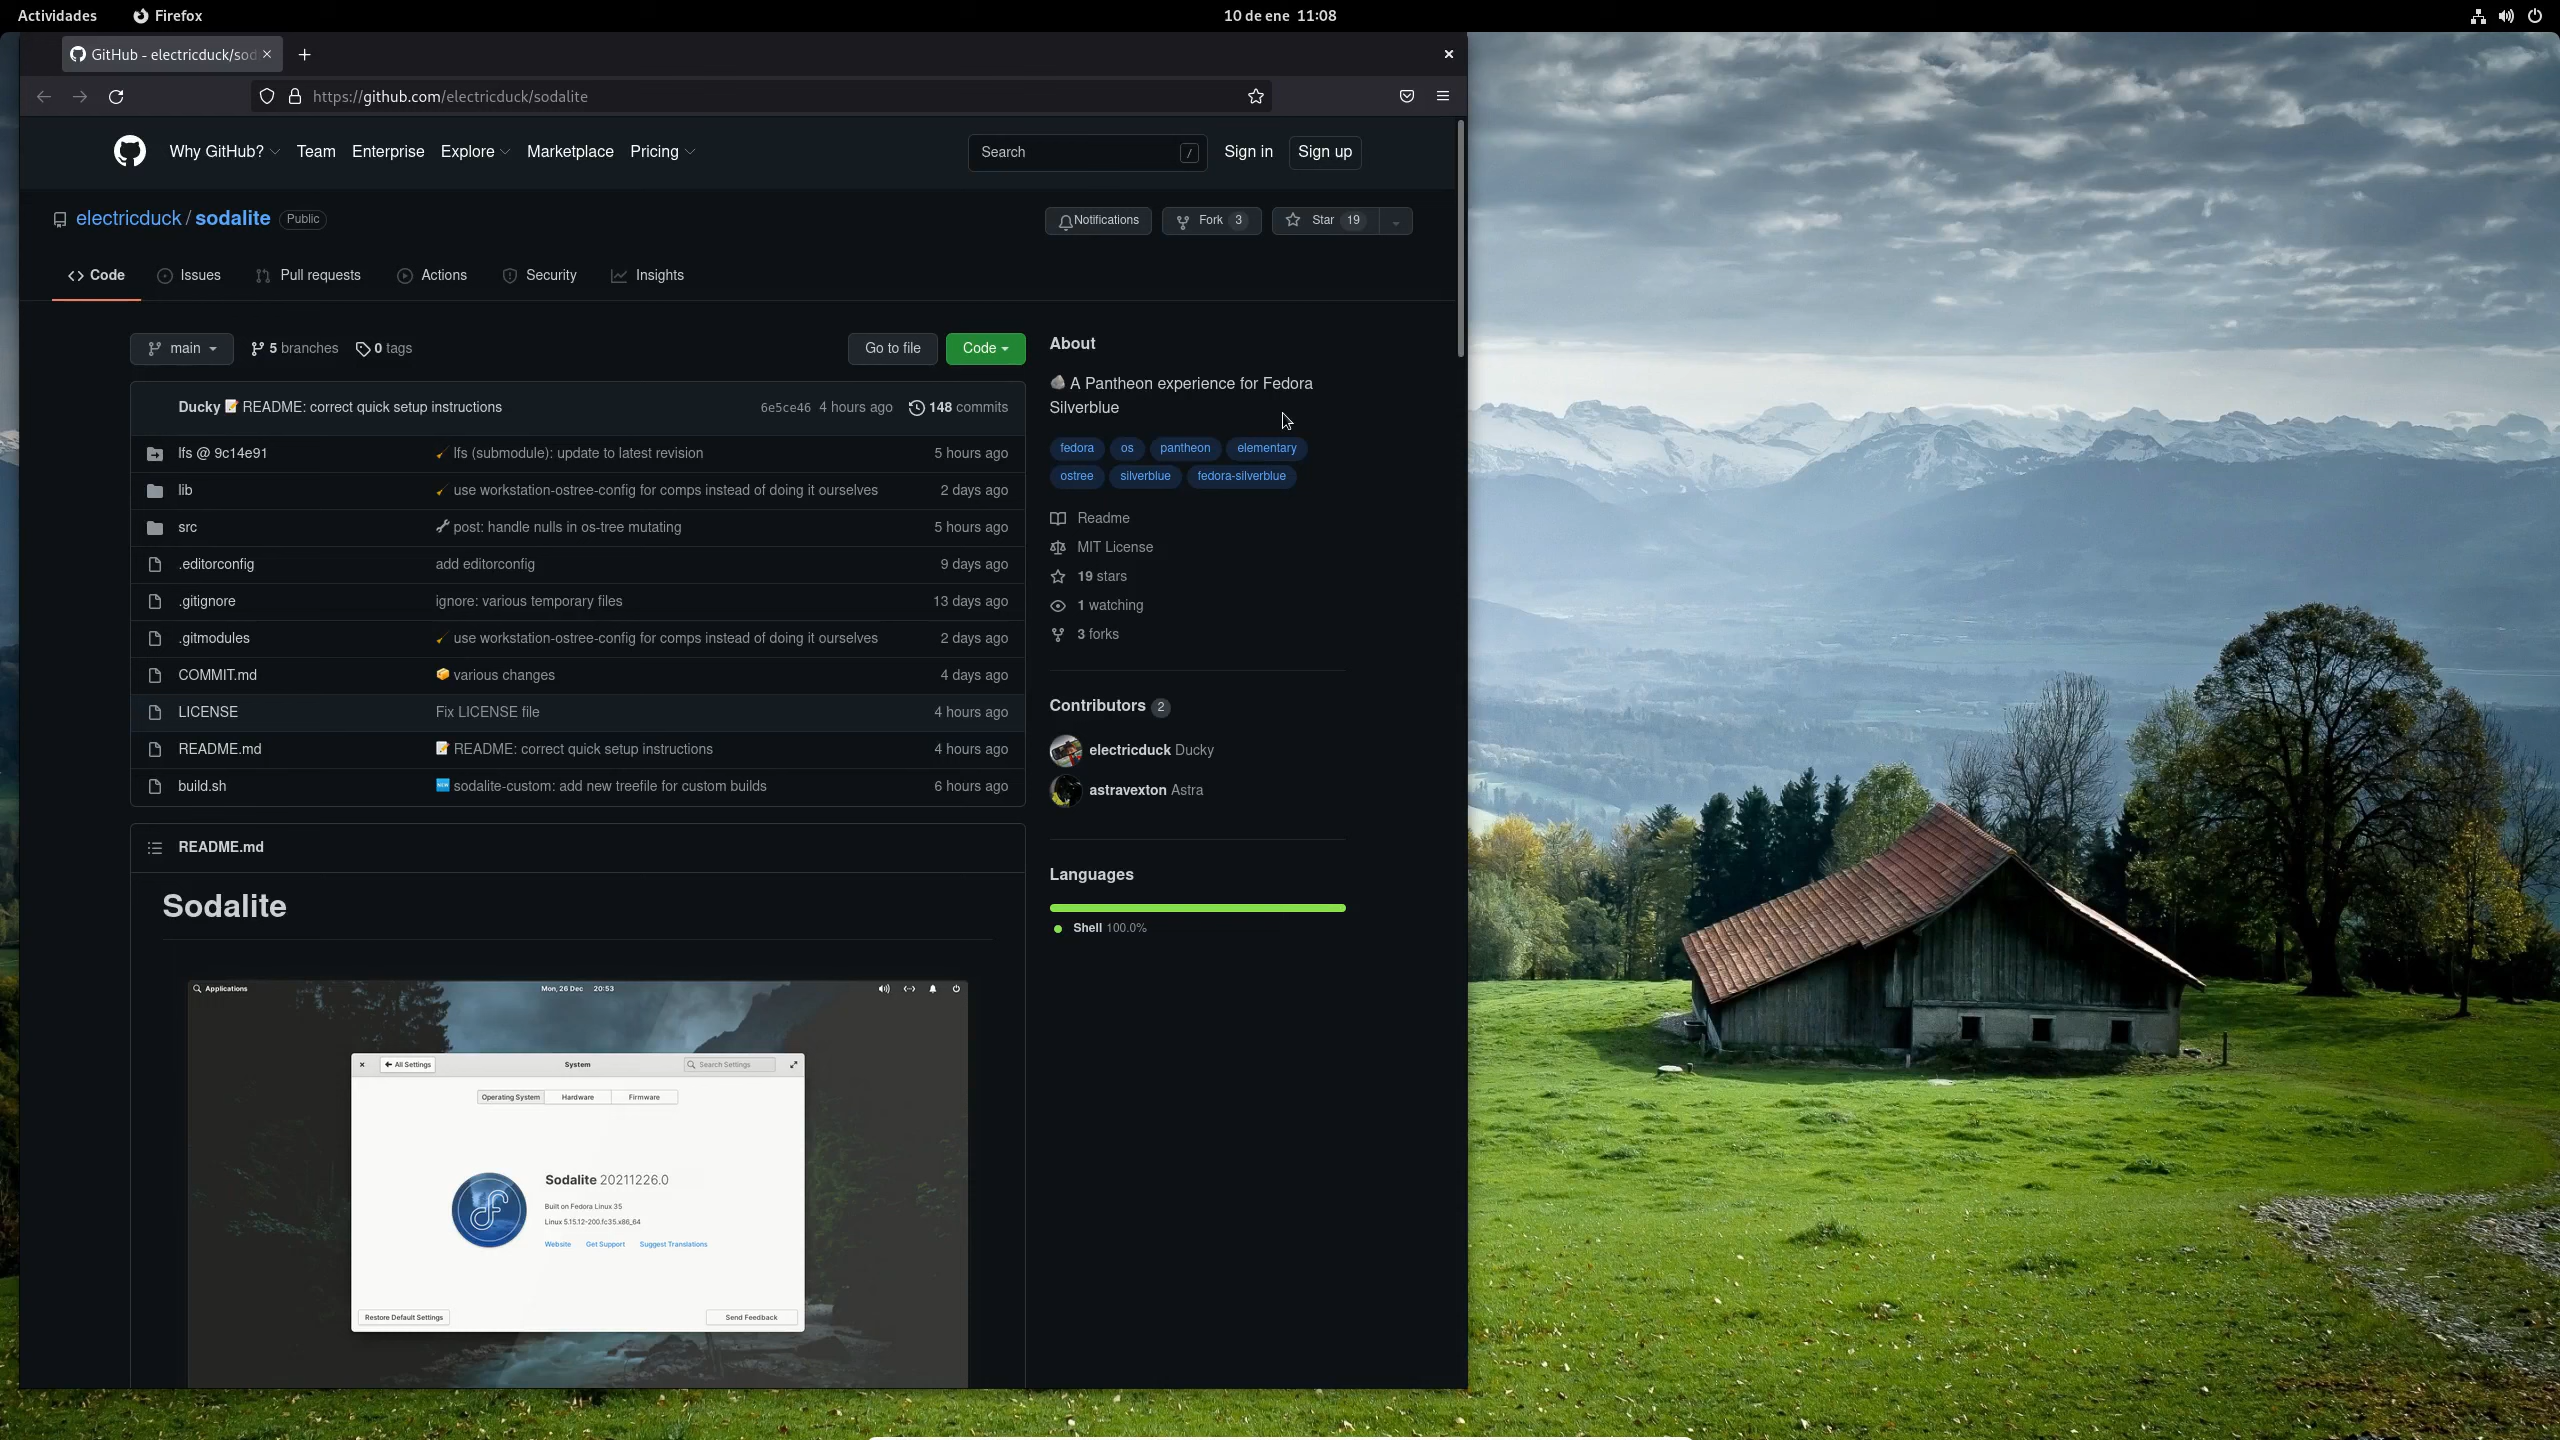 Actividades
Firefox
10 de ene 11:08
GitHub - electricduck/sod
https://github.com/electricduck/sodalite
Why GitHub?
Team
Enterprise
Explore
Marketplace
Pricing
Search
/
Sign in
Sign up
electricduck / sodalite
Public
Notifications
Fork 3
Star 19
Code
Issues
Pull requests
Actions
Security
Insights
main
5 branches
0 tags
Go to file
Code
Ducky README: correct quick setup instructions
6e5ce46 4 hours ago
148 commits
lfs @ 9c14e91
lfs (submodule): update to latest revision
5 hours ago
lib
use workstation-ostree-config for comps instead of doing it ourselves
2 days ago
src
post: handle nulls in os-tree mutating
5 hours ago
.editorconfig
add editorconfig
9 days ago
.gitignore
ignore: various temporary files
13 days ago
.gitmodules
use workstation-ostree-config for comps instead of doing it ourselves
2 days ago
COMMIT.md
various changes
4 days ago
LICENSE
Fix LICENSE file
4 hours ago
README.md
README: correct quick setup instructions
4 hours ago
build.sh
sodalite-custom: add new treefile for custom builds
6 hours ago
About
A Pantheon experience for Fedora
Silverblue
fedora
os
pantheon
elementary
ostree
silverblue
fedora-silverblue
Readme
MIT License
19 stars
1 watching
3 forks
Contributors 2
electricduck Ducky
astravexton Astra
Languages
Shell 100.0%
README.md
Sodalite
Applications
Mon, 26 Dec 20:53
All Settings
System
Search Settings
Operating System
Hardware
Firmware
Sodalite 20211226.0
Built on Fedora Linux 35
Linux 5.15.12-200.fc35.x86_64
Website
Get Support
Suggest Translations
Restore Default Settings
Send Feedback